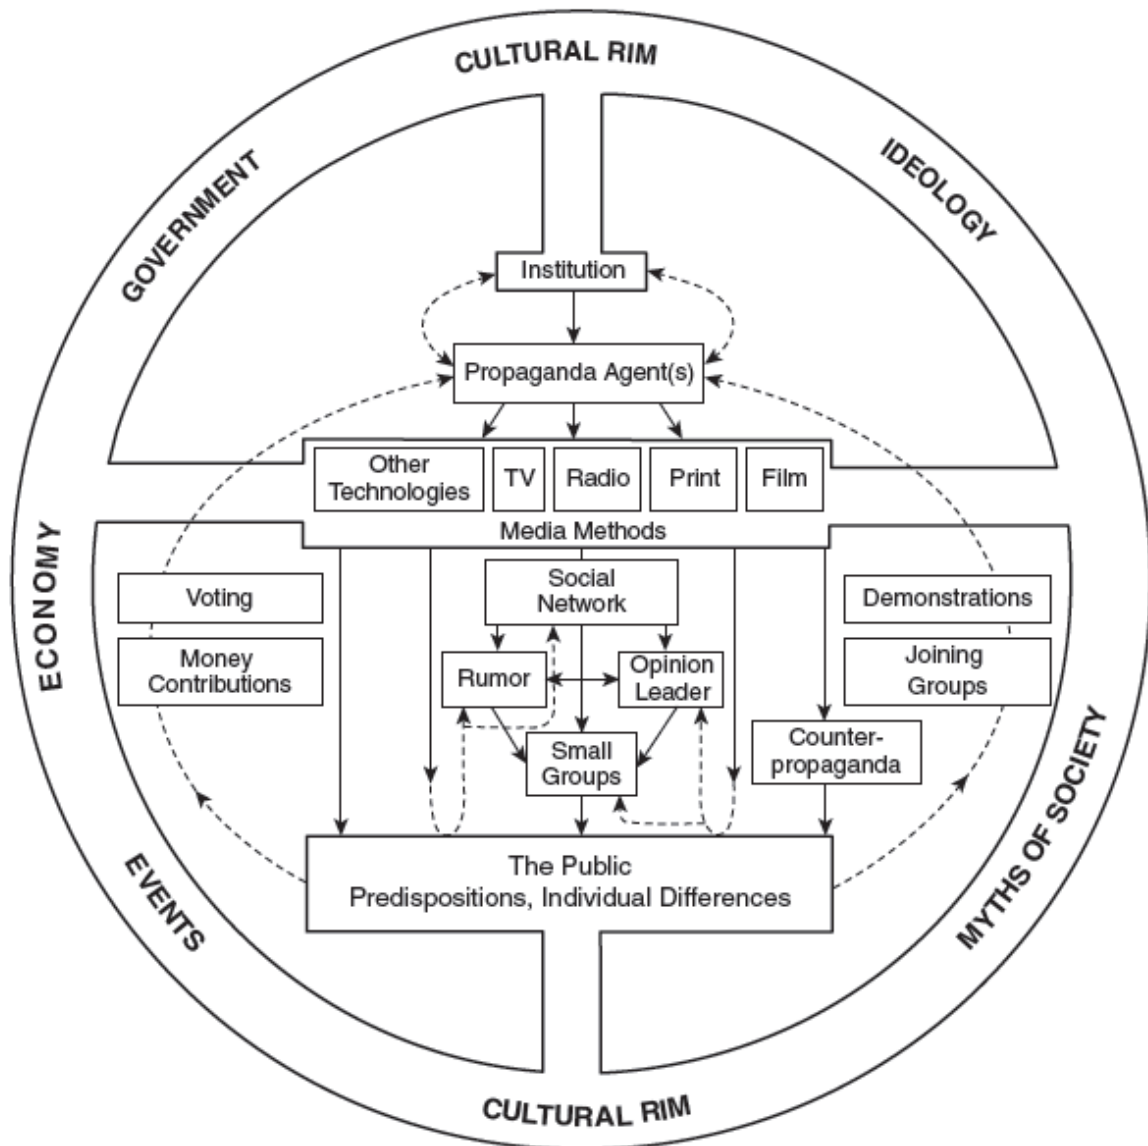 CULTURAL RIM
GOVERNMENT
IDEOLOGY
Institution
Propaganda Agent(s)
Other
Technologies
TV
Radio
Print
Film
Media Methods
ECONOMY
Voting
Money
Contributions
Social
Network
Rumor
Opinion
Leader
Small
Groups
Demonstrations
Joining
Groups
Counter-
propaganda
The Public
Predispositions, Individual Differences
EVENTS
MYTHS OF SOCIETY
CULTURAL RIM